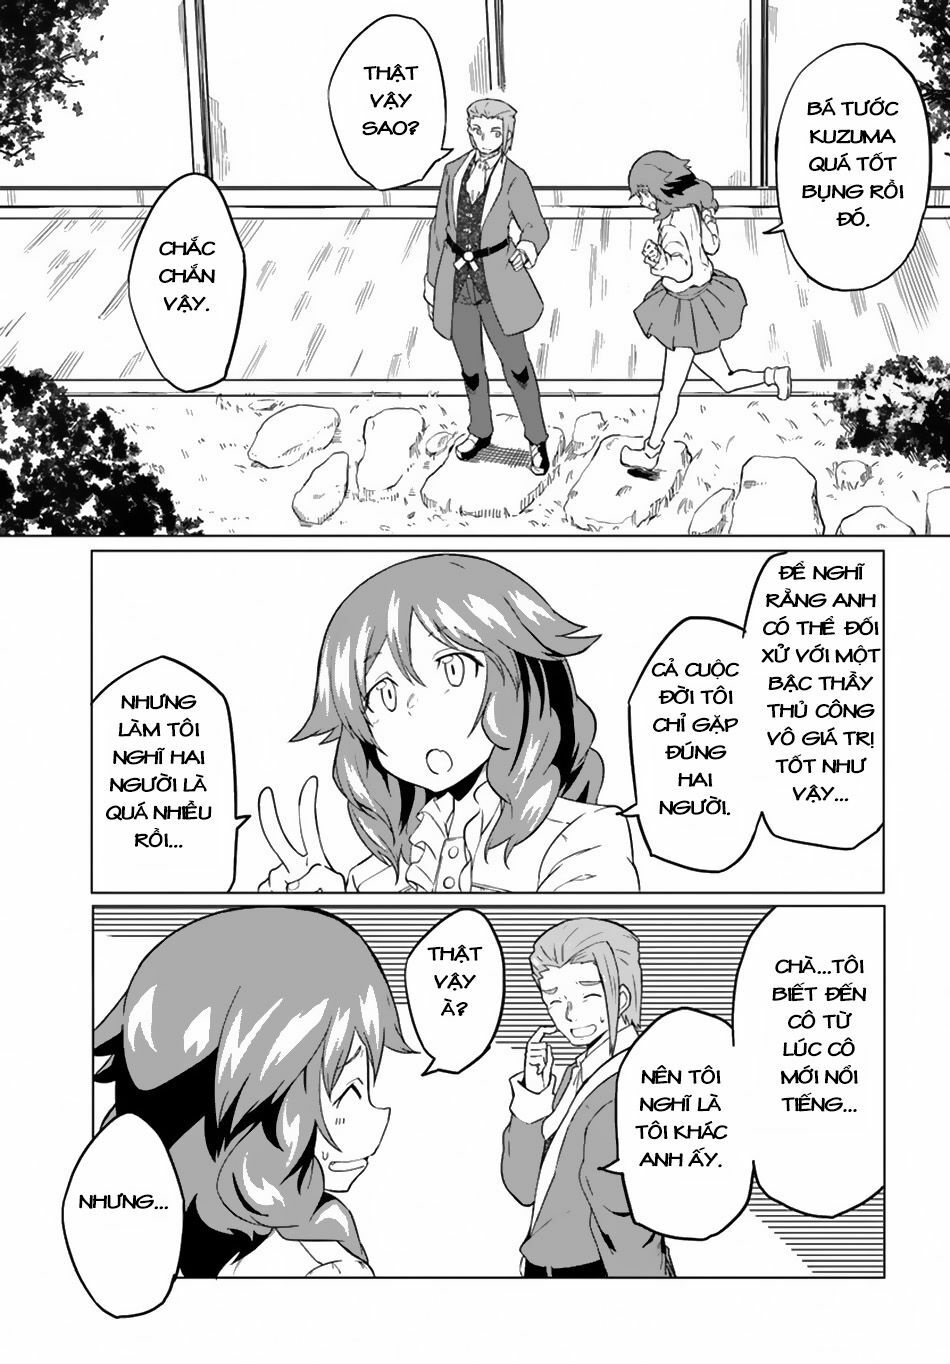 BÁ TƯỚC
KUZUMA
QUÁ TỐT
BỤNG RỒI
ĐÓ.
THẬT
VẬY
SAO?
CHẮC
CHẮN
VẬY.
ĐỂ NGHĨ
RẰNG ANH
CÓ THỂ ĐỐI
XỬ VỚI MỘT
BẬC THẦY
THỦ CÔNG
VÔ GIÁ TRỊ
TỐT NHƯ
VẬY...
CẢ CUỘC
ĐỜI TÔI
CHỈ GẶP
ĐÚNG
HAI
NGƯỜI.
NHƯNG
LÀM TÔI
NGHĨ HAI
NGƯỜI LÀ
QUÁ NHIỀU
RỒI...
CHÀ...TÔI
BIẾT ĐẾN
CÔ TỪ
LÚC CÔ
MỚI NỔI
TIẾNG...
NÊN TÔI
NGHĨ LÀ
TÔI KHÁC
ANH ẤY.
THẬT
VẬY
À?
NHƯNG...